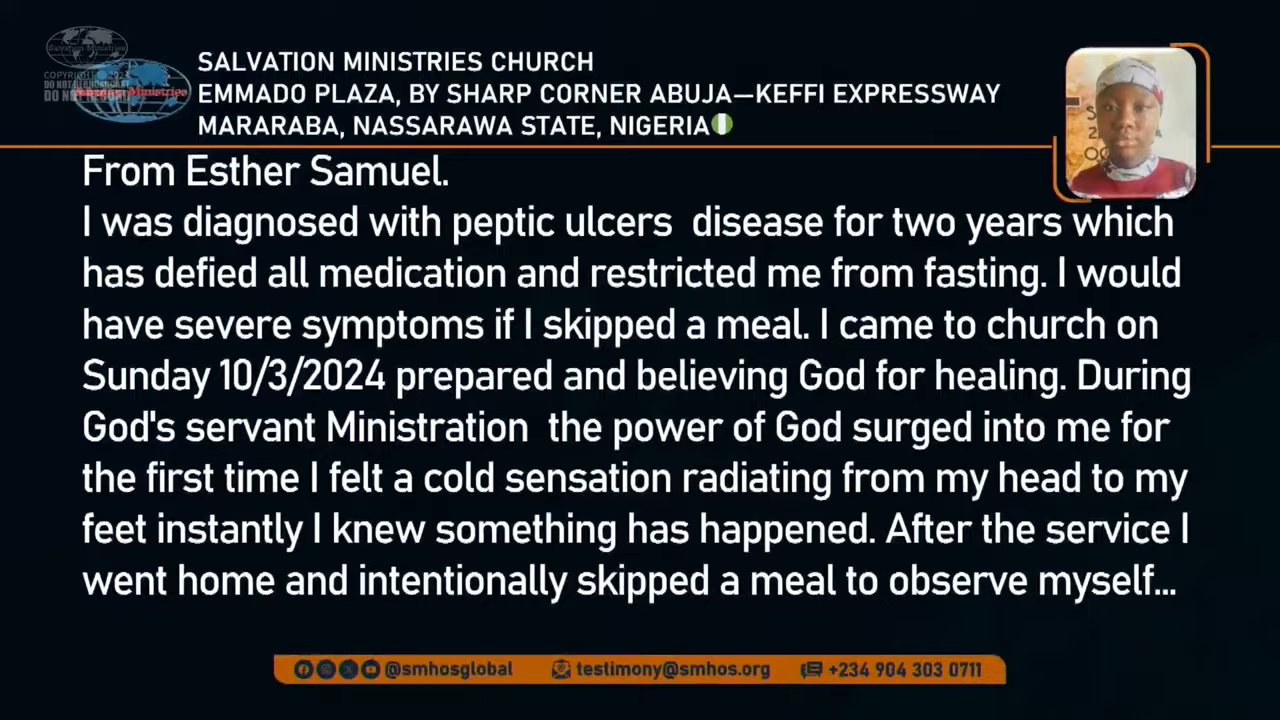 SALVATION MINISTRIES CHURCH
EMMADO PLAZA, BY SHARP CORNER ABUJA—KEFFI EXPRESSWAY
MARARABA, NASSARAWA STATE, NIGERIA
Salvation Ministries
Salvation Ministries
From Esther Samuel.
I was diagnosed with peptic ulcers disease for two years which
has defied all medication and restricted me from fasting. I would
have severe symptoms if I skipped a meal. I came to church on
Sunday 10/3/2024 prepared and believing God for healing. During
God's servant Ministration the power of God surged into me for
the first time I felt a cold sensation radiating from my head to my
feet instantly I knew something has happened. After the service I
went home and intentionally skipped a meal to observe myself...
@smhosglobal testimony@smhos.org +234 904 303 0711